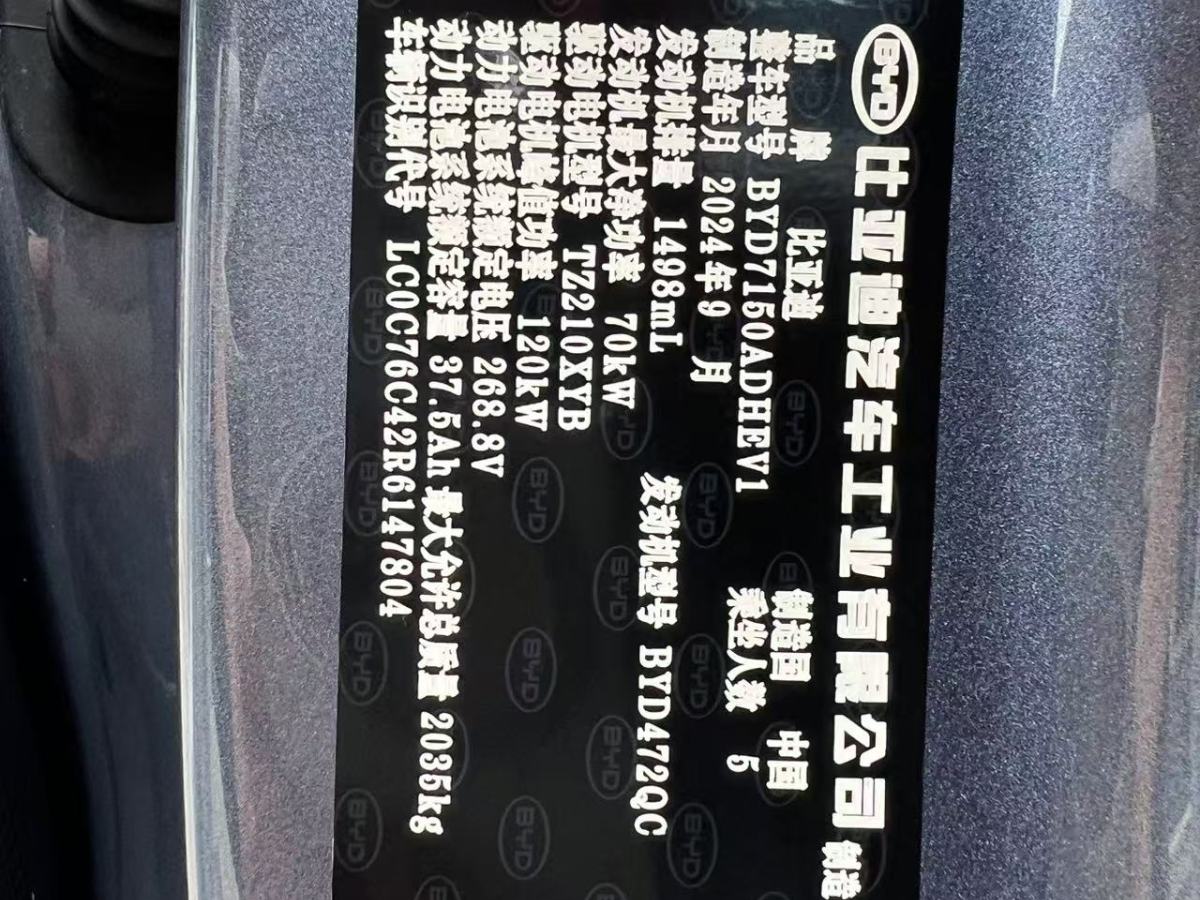 BYD 比亚迪汽车工业有限公司 制造
品牌 比亚迪 制造国 中国
整车型号 BYD7150ADHEV1 乘坐人数 5
制造年月 2024年9月
发动机排量 1498mL 发动机型号 BYD472QC
发动机最大净功率 70kW
驱动电机型号 TZ210XYB
驱动电机峰值功率 120kW
动力电池系统额定电压 268.8V
动力电池系统额定容量 37.5Ah 最大允许总质量 2035kg
车辆识别代号 LC0C76C42R6147804